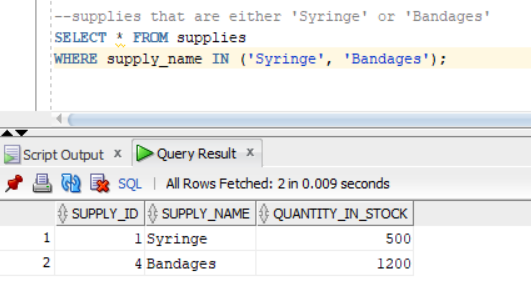 --supplies that are either 'Syringe' or 'Bandages'
SELECT * FROM supplies
WHERE supply_name IN ('Syringe', 'Bandages');
Script Output x Query Result x
SQL | All Rows Fetched: 2 in 0.009 seconds
SUPPLY_ID SUPPLY_NAME QUANTITY_IN_STOCK
1 1 Syringe 500
2 4 Bandages 1200